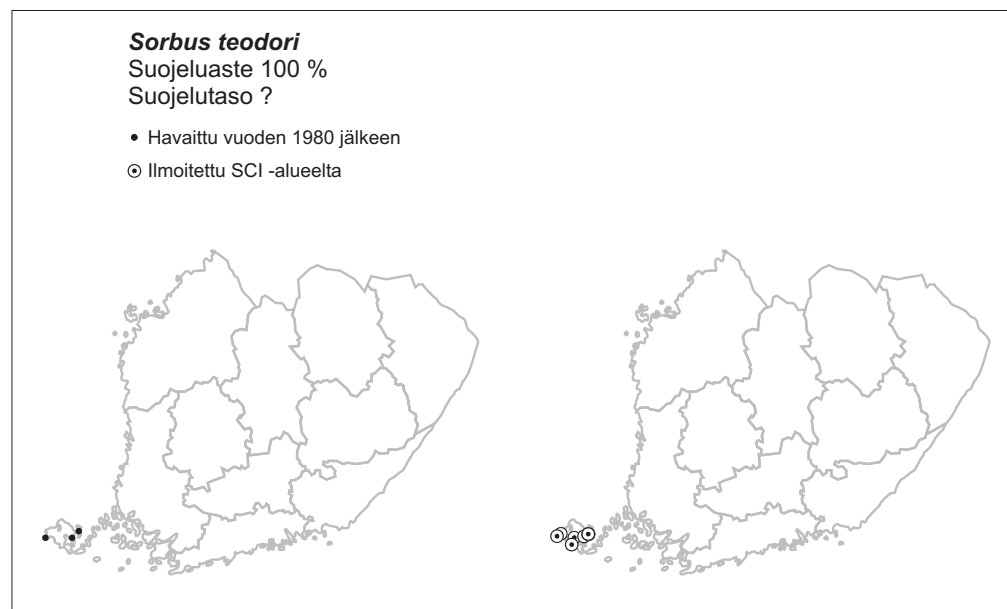 Sorbus teodori
Suojeluaste 100 %
Suojelutaso ?
Havaittu vuoden 1980 jälkeen
Ilmoitettu SCI -alueelta